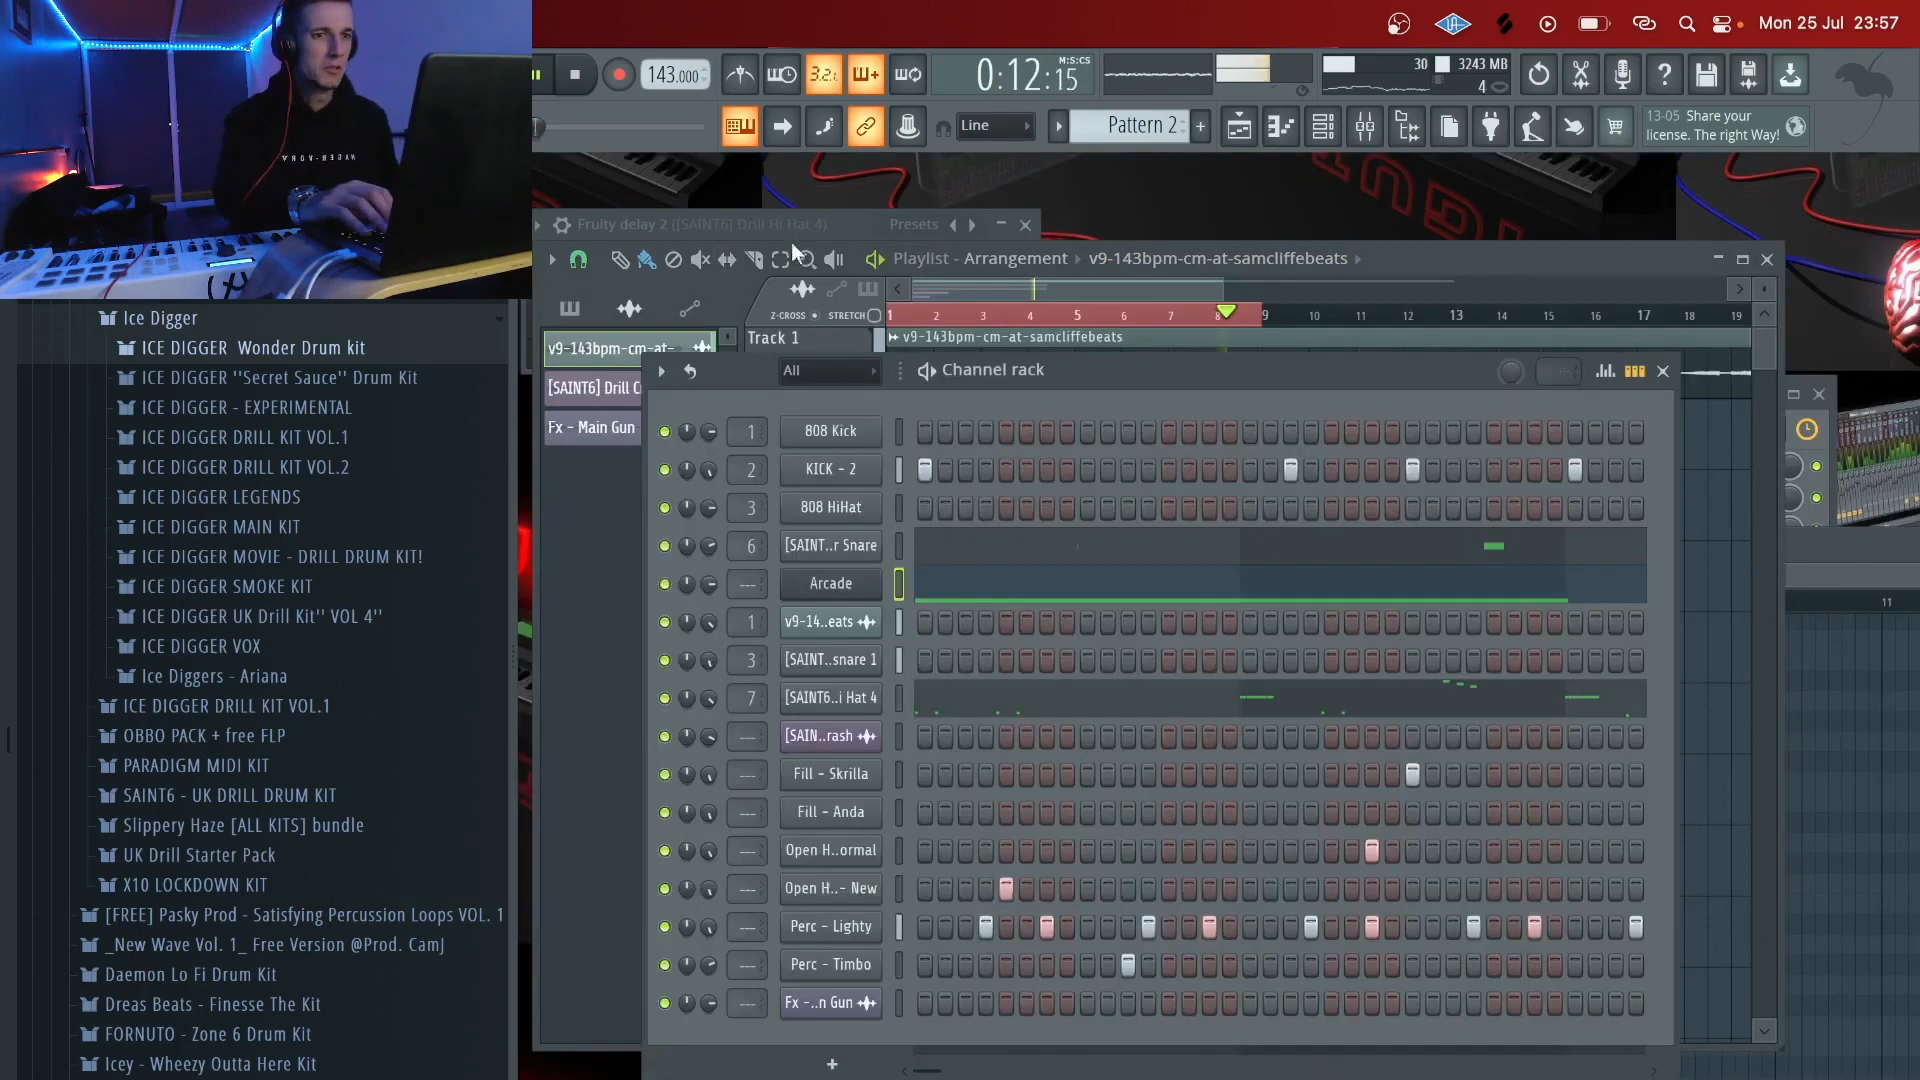 Mon 25 Jul 23:57
143.000
3.2.
0:12:15
M:S:CS
30
3243 MB
4
Line
Pattern 2
+
13-05 Share your
license. The right Way!
Fruity delay 2 ([SAINT6] Drill Hi Hat 4)
Presets
Playlist - Arrangement
v9-143bpm-cm-at-samcliffebeats
Z-CROSS
STRETCH
1 2 3 4 5 6 7 8 9 10 11 12 13 14 15 16 17 18 19
v9-143bpm-cm-at-
Track 1
v9-143bpm-cm-at-samcliffebeats
[SAINT6] Drill C
Fx - Main Gun
All
Channel rack
1 808 Kick
2 KICK - 2
3 808 HiHat
6 [SAINT..r Snare
--- Arcade
1 v9-14..eats
3 [SAINT..snare 1
7 [SAINT6..i Hat 4
--- [SAIN..rash
--- Fill - Skrilla
--- Fill - Anda
--- Open H..ormal
--- Open H..- New
--- Perc - Lighty
--- Perc - Timbo
--- Fx -..n Gun
+
11
Ice Digger
ICE DIGGER  Wonder Drum kit
ICE DIGGER ''Secret Sauce'' Drum Kit
ICE DIGGER - EXPERIMENTAL
ICE DIGGER DRILL KIT VOL.1
ICE DIGGER DRILL KIT VOL.2
ICE DIGGER LEGENDS
ICE DIGGER MAIN KIT
ICE DIGGER MOVIE - DRILL DRUM KIT!
ICE DIGGER SMOKE KIT
ICE DIGGER UK Drill Kit'' VOL 4''
ICE DIGGER VOX
Ice Diggers - Ariana
ICE DIGGER DRILL KIT VOL.1
OBBO PACK + free FLP
PARADIGM MIDI KIT
SAINT6 - UK DRILL DRUM KIT
Slippery Haze [ALL KITS] bundle
UK Drill Starter Pack
X10 LOCKDOWN KIT
[FREE] Pasky Prod - Satisfying Percussion Loops VOL. 1
_New Wave Vol. 1_ Free Version @Prod. CamJ
Daemon Lo Fi Drum Kit
Dreas Beats - Finesse The Kit
FORNUTO - Zone 6 Drum Kit
Icey - Wheezy Outta Here Kit